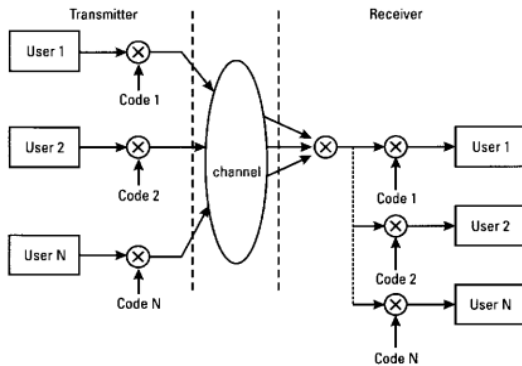 Transmitter
Receiver
User 1
Code 1
User 2
Code 2
User N
Code N
channel
User 1
Code 1
User 2
Code 2
User N
Code N